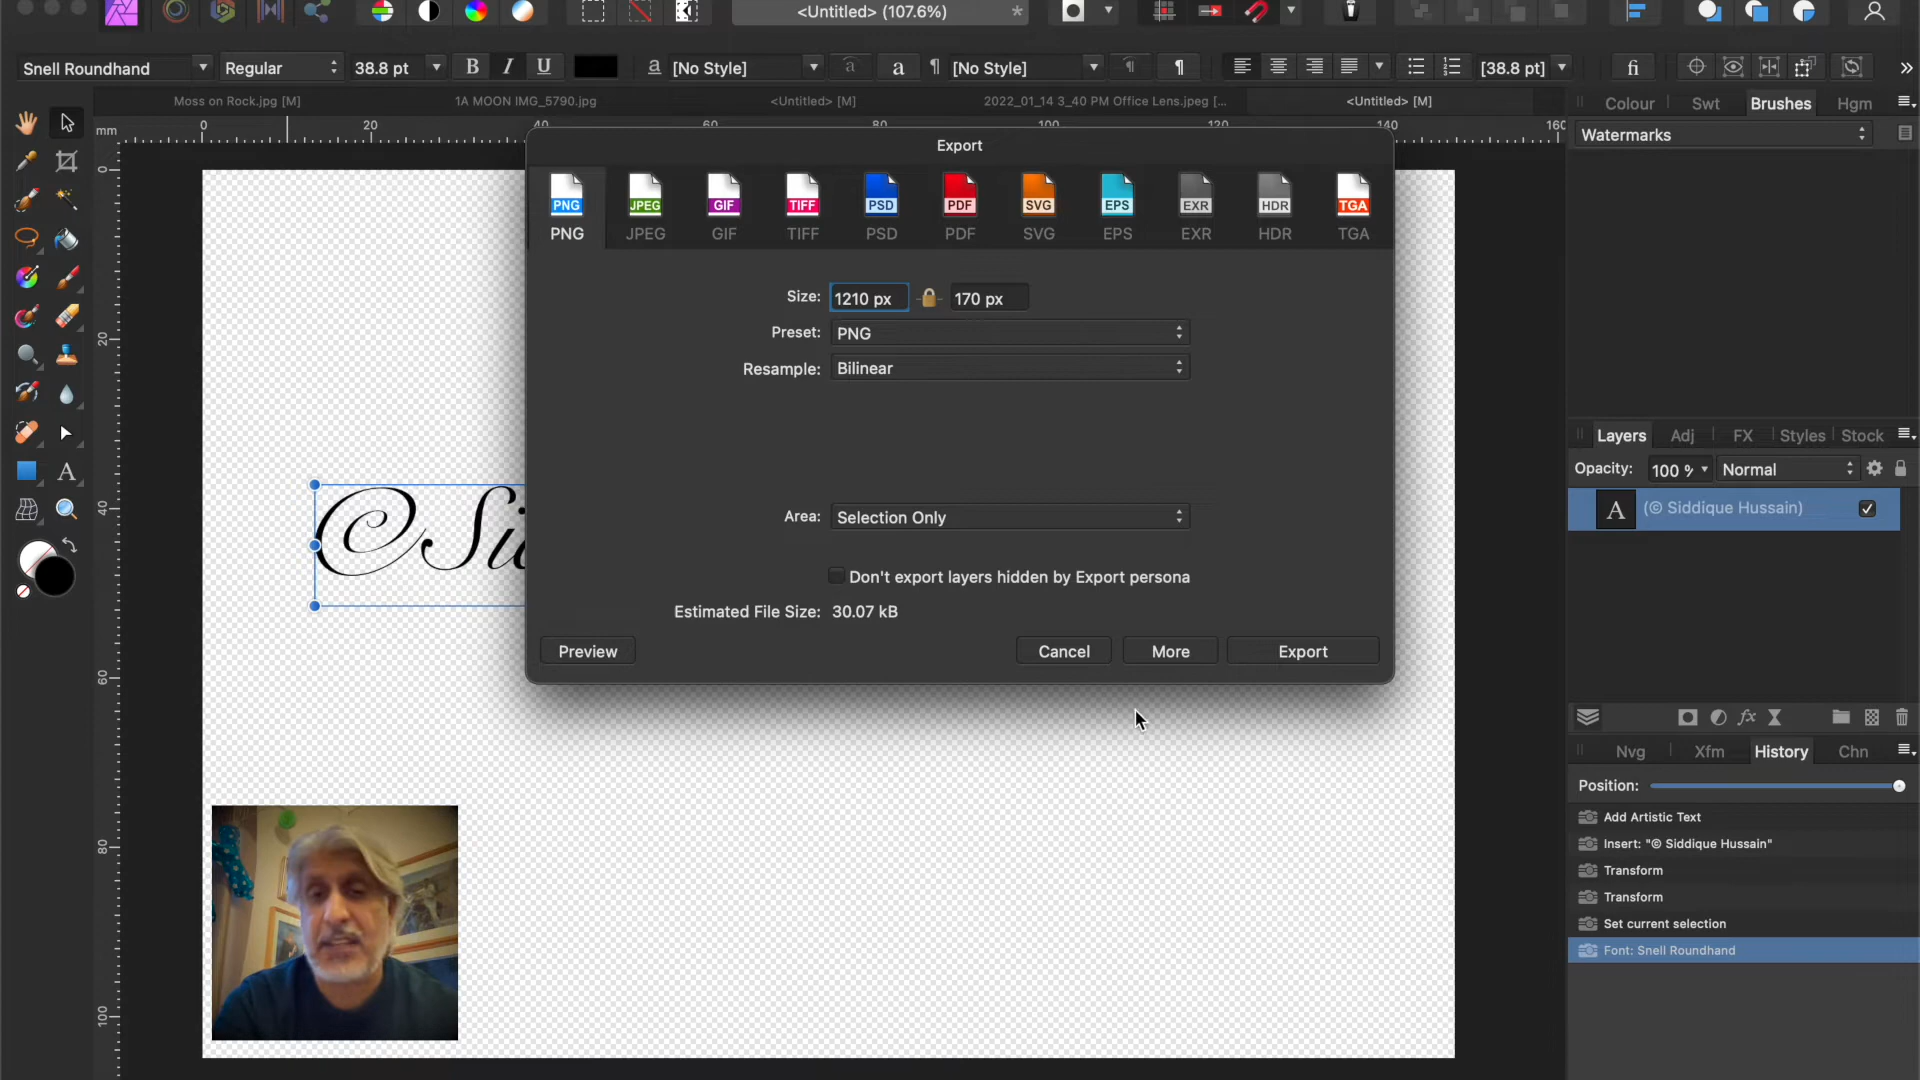 <Untitled> (107.6%)
*
Snell Roundhand
Regular
38.8 pt
B
I
U
a
[No Style]
a
a
¶
[No Style]
¶
¶
[38.8 pt]
fi
»
Moss on Rock.jpg [M]
1A MOON IMG_5790.jpg
<Untitled> [M]
2022_01_14 3_40 PM Office Lens.jpeg [...
<Untitled> [M]
Colour
Swt
Brushes
Hgm
mm
0
20
40
60
80
100
120
140
160
Watermarks
Export
PNG
JPEG
GIF
TIFF
PSD
PDF
SVG
EPS
EXR
HDR
TGA
PNG
JPEG
GIF
TIFF
PSD
PDF
SVG
EPS
EXR
HDR
TGA
Size:
1210 px
170 px
Preset:
PNG
Resample:
Bilinear
Area:
Selection Only
Don't export layers hidden by Export persona
Estimated File Size:
30.07 kB
Preview
Cancel
More
Export
0
20
40
60
80
100
A
©Si
Layers
Adj
FX
Styles
Stock
Opacity:
100 %
Normal
A
(© Siddique Hussain)
fx
Nvg
Xfm
History
Chn
Position:
Add Artistic Text
Insert: "© Siddique Hussain"
Transform
Transform
Set current selection
Font: Snell Roundhand